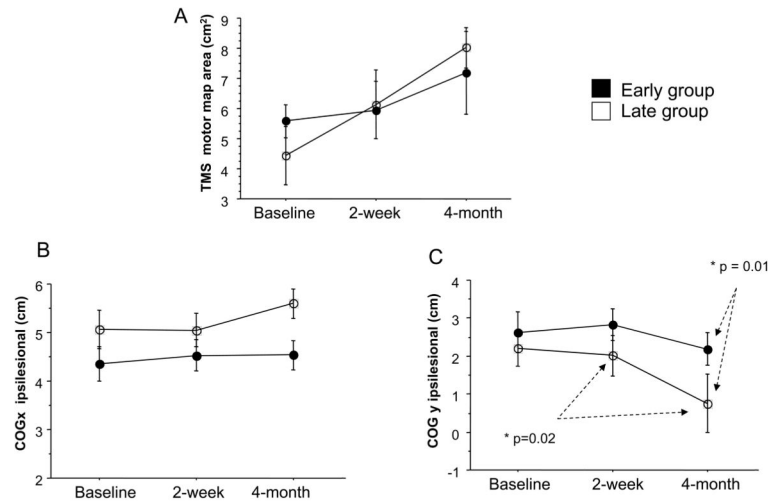 A
TMS motor map area (cm²)
9
8
7
6
5
4
3
Baseline 2-week 4-month
Early group
Late group
B
COGx ipsilesional (cm)
6
5
4
3
2
Baseline 2-week 4-month
C
COG y ipsilesional (cm)
4
3
2
1
0
-1
* p = 0.01
* p=0.02
Baseline 2-week 4-month